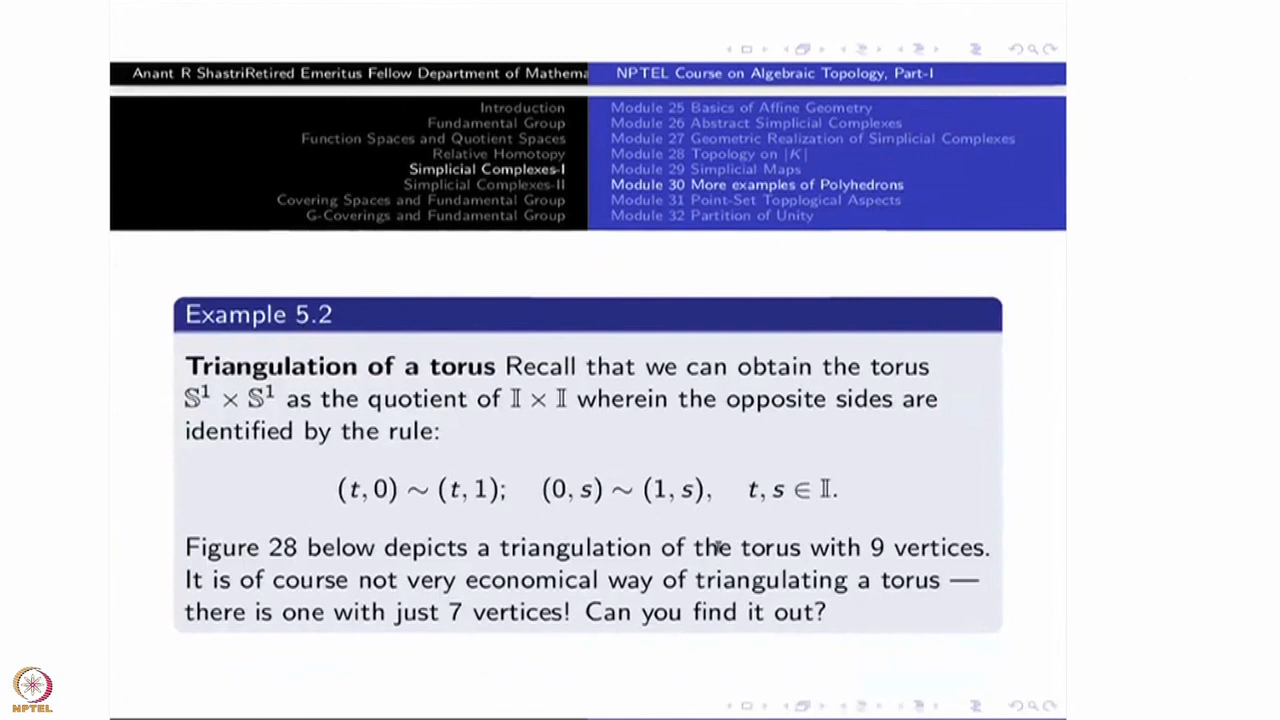 Anant R ShastriRetired Emeritus Fellow Department of Mathema
NPTEL Course on Algebraic Topology, Part-I
Introduction
Fundamental Group
Function Spaces and Quotient Spaces
Relative Homotopy
Simplicial Complexes-I
Simplicial Complexes-II
Covering Spaces and Fundamental Group
G-Coverings and Fundamental Group
Module 25 Basics of Affine Geometry
Module 26 Abstract Simplicial Complexes
Module 27 Geometric Realization of Simplicial Complexes
Module 28 Topology on |K|
Module 29 Simplicial Maps
Module 30 More examples of Polyhedrons
Module 31 Point-Set Topplogical Aspects
Module 32 Partition of Unity
Example 5.2
Triangulation of a torus Recall that we can obtain the torus
𝕊¹ × 𝕊¹ as the quotient of 𝕀 × 𝕀 wherein the opposite sides are
identified by the rule:
(t, 0) ∼ (t, 1); (0, s) ∼ (1, s), t, s ∈ 𝕀.
Figure 28 below depicts a triangulation of the torus with 9 vertices.
It is of course not very economical way of triangulating a torus —
there is one with just 7 vertices! Can you find it out?
NPTEL